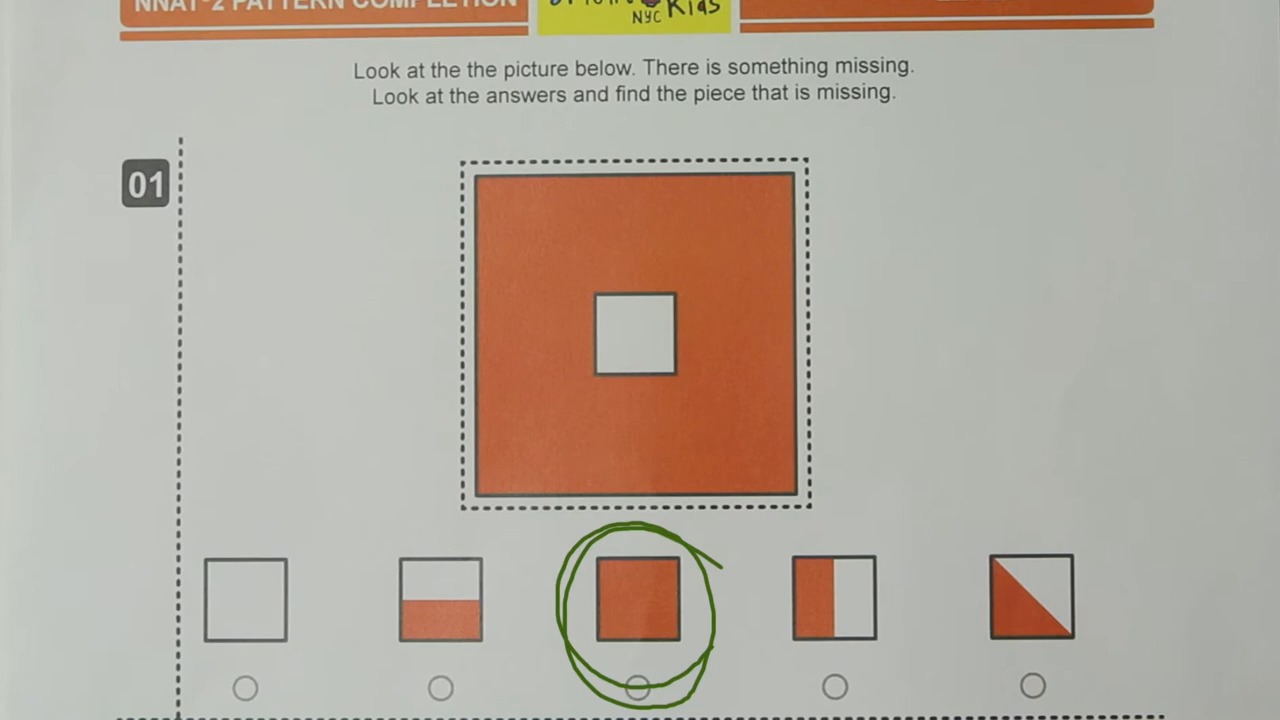 NNAT-2 PATTERN COMPLETION
NYC Kids
Look at the the picture below. There is something missing.
Look at the answers and find the piece that is missing.
01